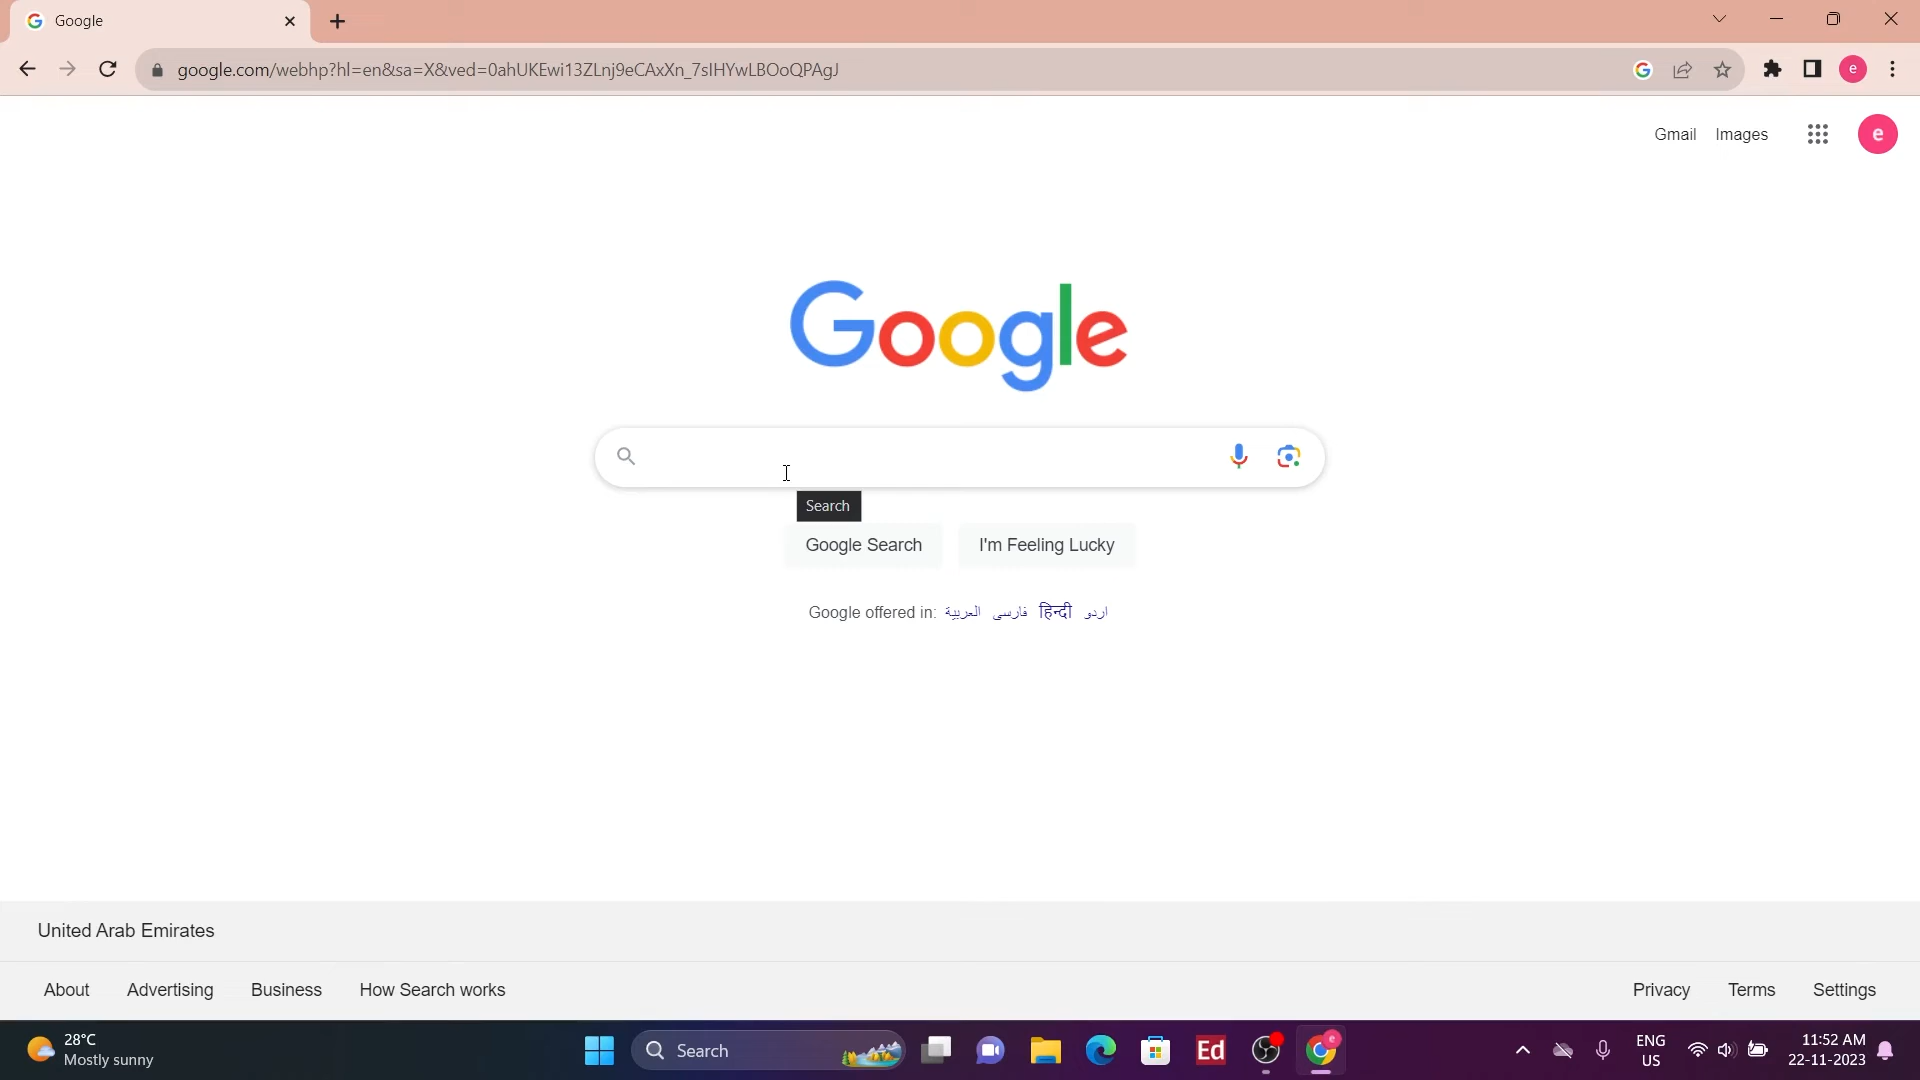 Google
google.com/webhp?hl=en&sa=X&ved=0ahUKEwi13ZLnj9eCAxXn_7sIHYwLBOoQPAgJ
e
Gmail Images
e
Google
Search
Google Search I'm Feeling Lucky
Google offered in: العربية فارسی हिन्दी اردو
United Arab Emirates
About Advertising Business How Search works Privacy Terms Settings
28°C
Mostly sunny
Search
Ed
e
ENG
US
11:52 AM
22-11-2023